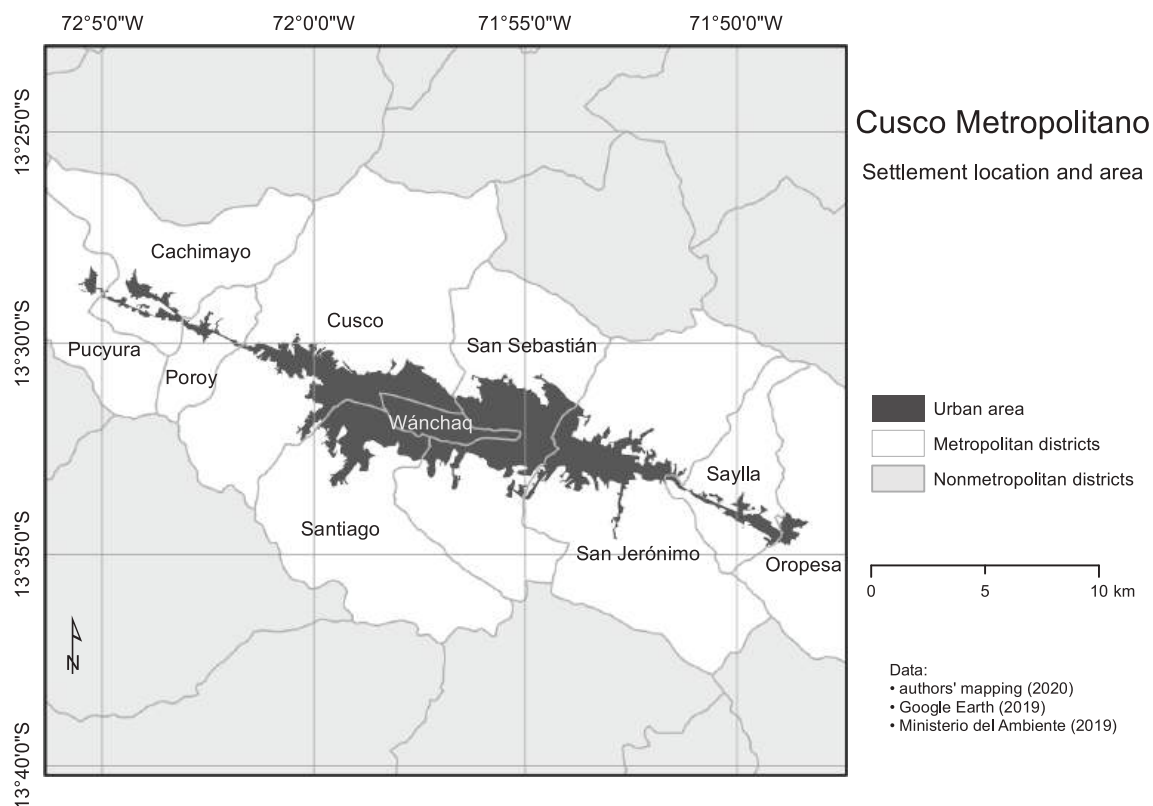 72°5'0"W 72°0'0"W 71°55'0"W 71°50'0"W
13°25'0"S
13°30'0"S
13°35'0"S
13°40'0"S
Cusco Metropolitano
Settlement location and area
Cachimayo
Cusco
Pucyura
Poroy
San Sebastián
Wánchaq
Saylla
Santiago
San Jerónimo
Oropesa
N
Urban area
Metropolitan districts
Nonmetropolitan districts
0 5 10 km
Data:
• authors' mapping (2020)
• Google Earth (2019)
• Ministerio del Ambiente (2019)